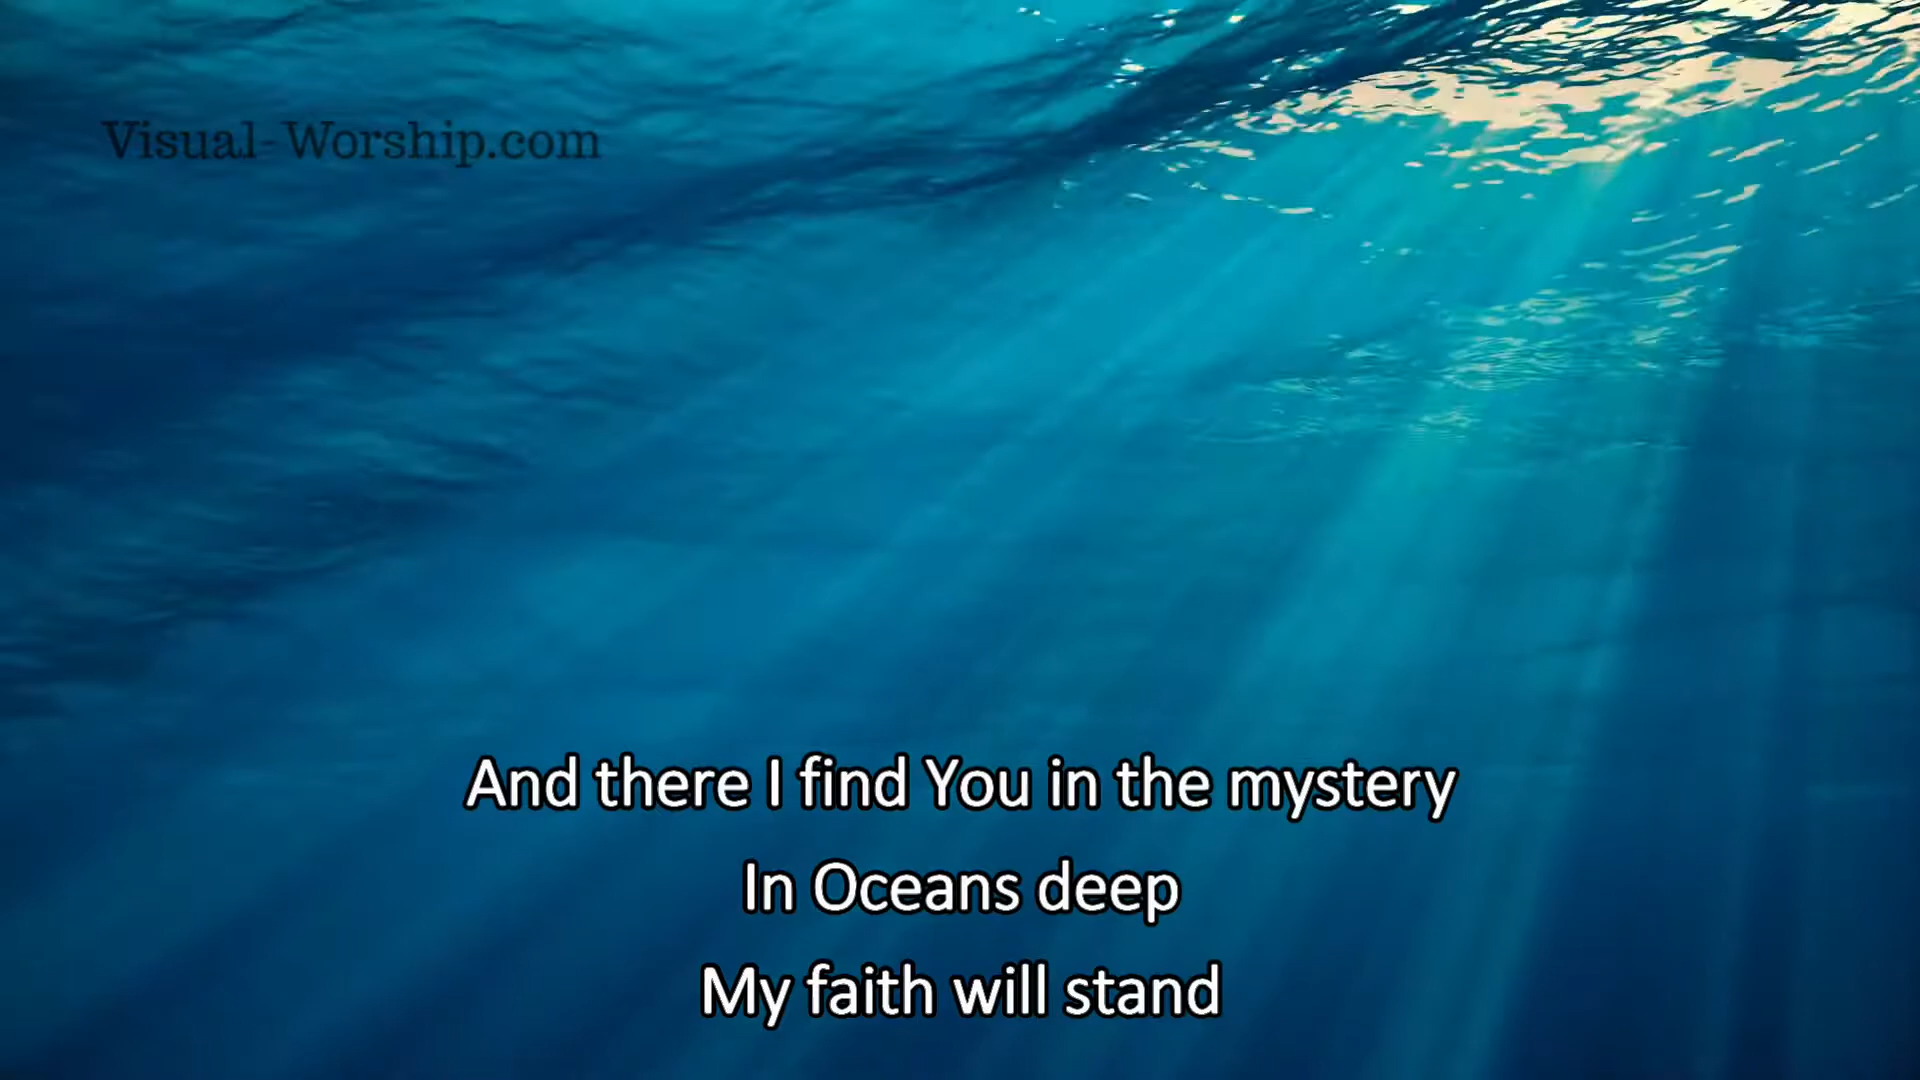 Visual-Worship.com
And there I find You in the mystery
In Oceans deep
My faith will stand